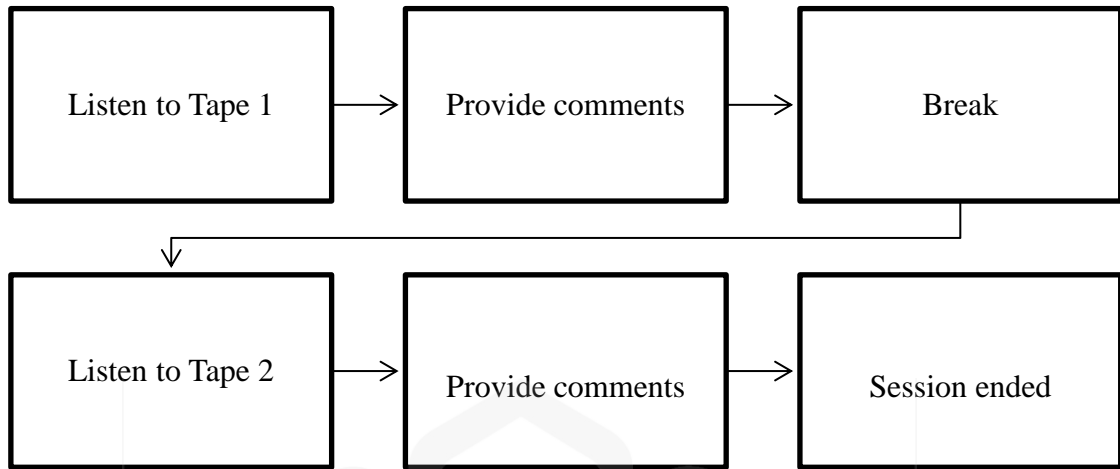 Listen to Tape 1
Provide comments
Break
Listen to Tape 2
Provide comments
Session ended